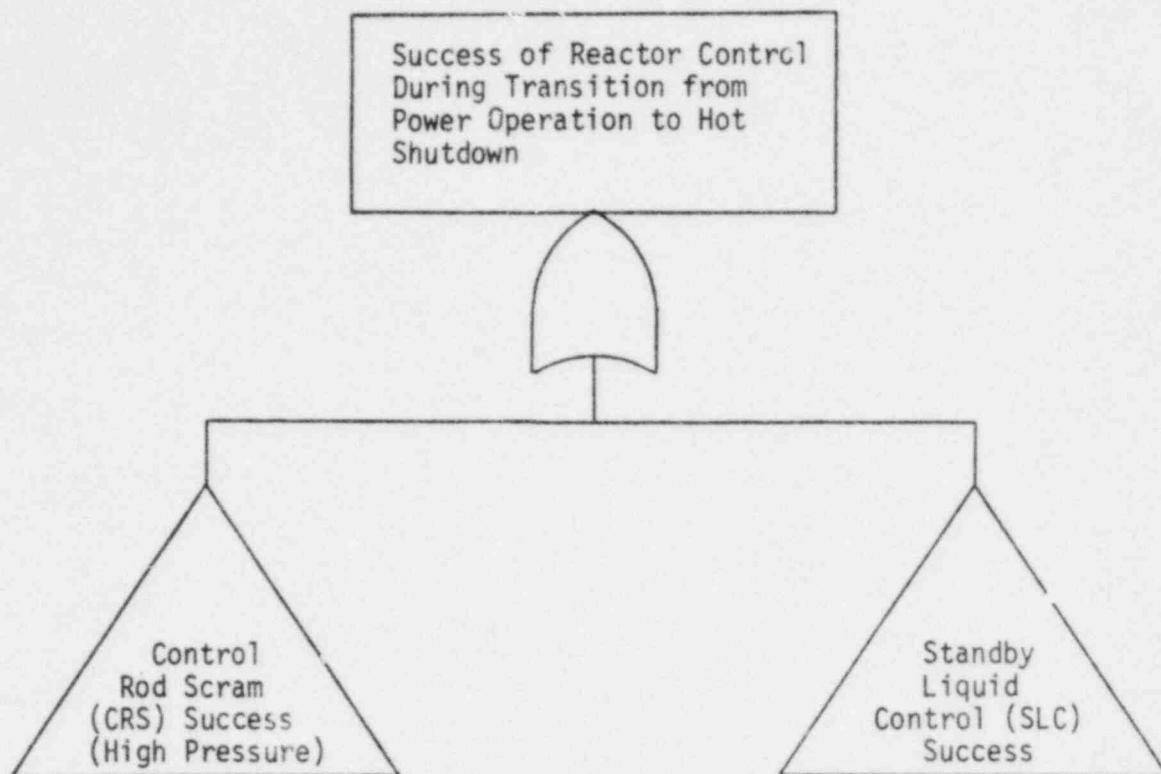 Success of Reactor Control
During Transition from
Power Operation to Hot
Shutdown
Control
Rod Scram
(CRS) Success
(High Pressure)
Standby
Liquid
Control (SLC)
Success